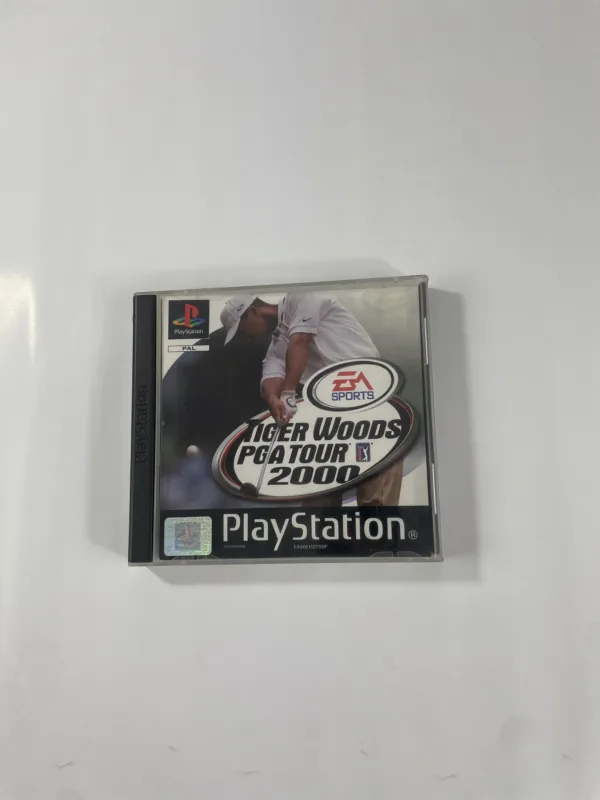 PlayStation
PlayStation
PAL
EA
SPORTS
TIGER WOODS
PGA TOUR
2000
PlayStation®